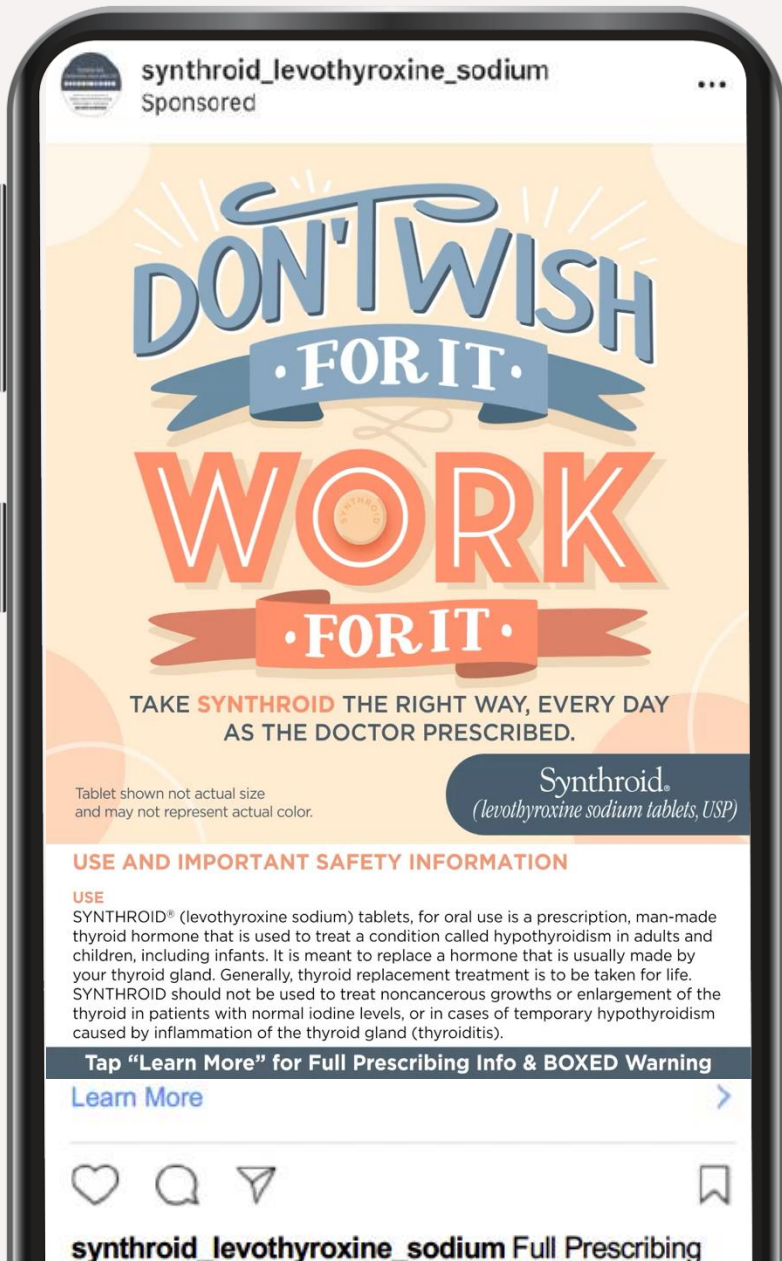 synthroid_levothyroxine_sodium
Sponsored
DON'T WISH
· FOR IT ·
WORK
SYNTHROID
· FOR IT ·
TAKE SYNTHROID THE RIGHT WAY, EVERY DAY
AS THE DOCTOR PRESCRIBED.
Tablet shown not actual size
and may not represent actual color.
Synthroid®
(levothyroxine sodium tablets, USP)
USE AND IMPORTANT SAFETY INFORMATION
USE
SYNTHROID® (levothyroxine sodium) tablets, for oral use is a prescription, man-made
thyroid hormone that is used to treat a condition called hypothyroidism in adults and
children, including infants. It is meant to replace a hormone that is usually made by
your thyroid gland. Generally, thyroid replacement treatment is to be taken for life.
SYNTHROID should not be used to treat noncancerous growths or enlargement of the
thyroid in patients with normal iodine levels, or in cases of temporary hypothyroidism
caused by inflammation of the thyroid gland (thyroiditis).
Tap “Learn More” for Full Prescribing Info & BOXED Warning
Learn More
synthroid_levothyroxine_sodium Full Prescribing